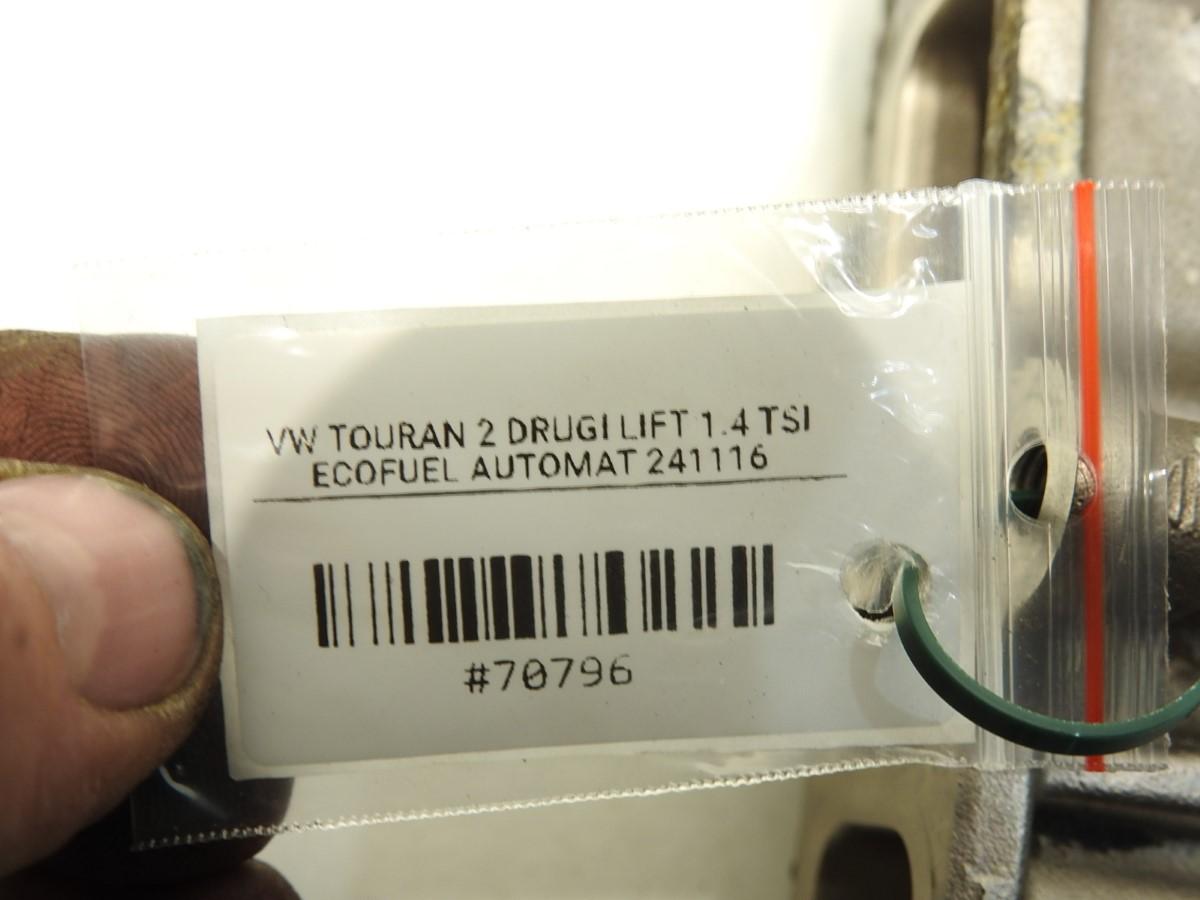 VW TOURAN 2 DRUGI LIFT 1.4 TSI
ECOFUEL AUTOMAT 241116
#70796